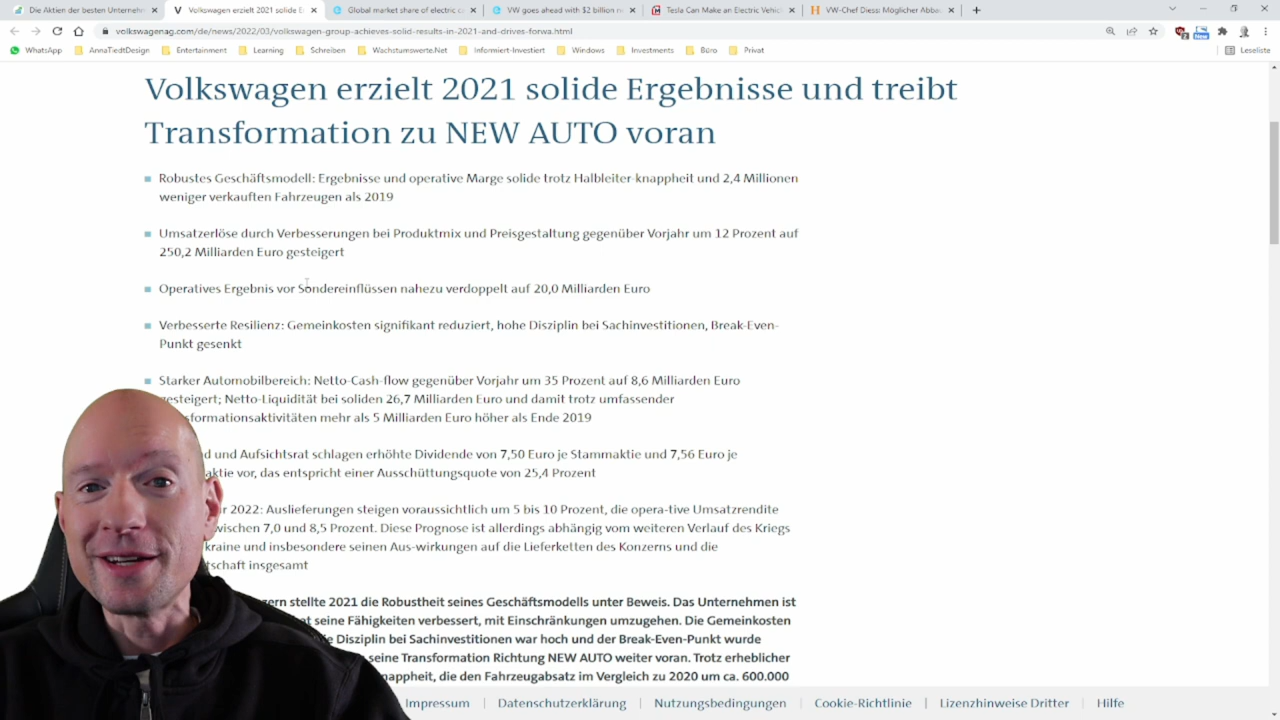 Die Aktien der besten Unternehm
Volkswagen erzielt 2021 solide E
Global market share of electric c
VW goes ahead with $2 billion n
Tesla Can Make an Electric Vehic
VW-Chef Diess: Möglicher Abba
volkswagenag.com/de/news/2022/03/volkswagen-group-achieves-solid-results-in-2021-and-drives-forwa.html
WhatsApp AnnaTiedtDesign Entertainment Learning Schreiben Wachstumswerte.Net Informiert-Investiert Windows Investments Büro Privat Leseliste
Volkswagen erzielt 2021 solide Ergebnisse und treibt
Transformation zu NEW AUTO voran
Robustes Geschäftsmodell: Ergebnisse und operative Marge solide trotz Halbleiter-knappheit und 2,4 Millionen
weniger verkauften Fahrzeugen als 2019
Umsatzerlöse durch Verbesserungen bei Produktmix und Preisgestaltung gegenüber Vorjahr um 12 Prozent auf
250,2 Milliarden Euro gesteigert
Operatives Ergebnis vor Sondereinflüssen nahezu verdoppelt auf 20,0 Milliarden Euro
Verbesserte Resilienz: Gemeinkosten signifikant reduziert, hohe Disziplin bei Sachinvestitionen, Break-Even-
Punkt gesenkt
Starker Automobilbereich: Netto-Cash-flow gegenüber Vorjahr um 35 Prozent auf 8,6 Milliarden Euro
gesteigert; Netto-Liquidität bei soliden 26,7 Milliarden Euro und damit trotz umfassender
sformationsaktivitäten mehr als 5 Milliarden Euro höher als Ende 2019
d und Aufsichtsrat schlagen erhöhte Dividende von 7,50 Euro je Stammaktie und 7,56 Euro je
aktie vor, das entspricht einer Ausschüttungsquote von 25,4 Prozent
r 2022: Auslieferungen steigen voraussichtlich um 5 bis 10 Prozent, die opera-tive Umsatzrendite
wischen 7,0 und 8,5 Prozent. Diese Prognose ist allerdings abhängig vom weiteren Verlauf des Kriegs
kraine und insbesondere seinen Aus-wirkungen auf die Lieferketten des Konzerns und die
tschaft insgesamt
ern stellte 2021 die Robustheit seines Geschäftsmodells unter Beweis. Das Unternehmen ist
at seine Fähigkeiten verbessert, mit Einschränkungen umzugehen. Die Gemeinkosten
ie Disziplin bei Sachinvestitionen war hoch und der Break-Even-Punkt wurde
seine Transformation Richtung NEW AUTO weiter voran. Trotz erheblicher
nappheit, die den Fahrzeugabsatz im Vergleich zu 2020 um ca. 600.000
Impressum | Datenschutzerklärung | Nutzungsbedingungen | Cookie-Richtlinie | Lizenzhinweise Dritter | Hilfe